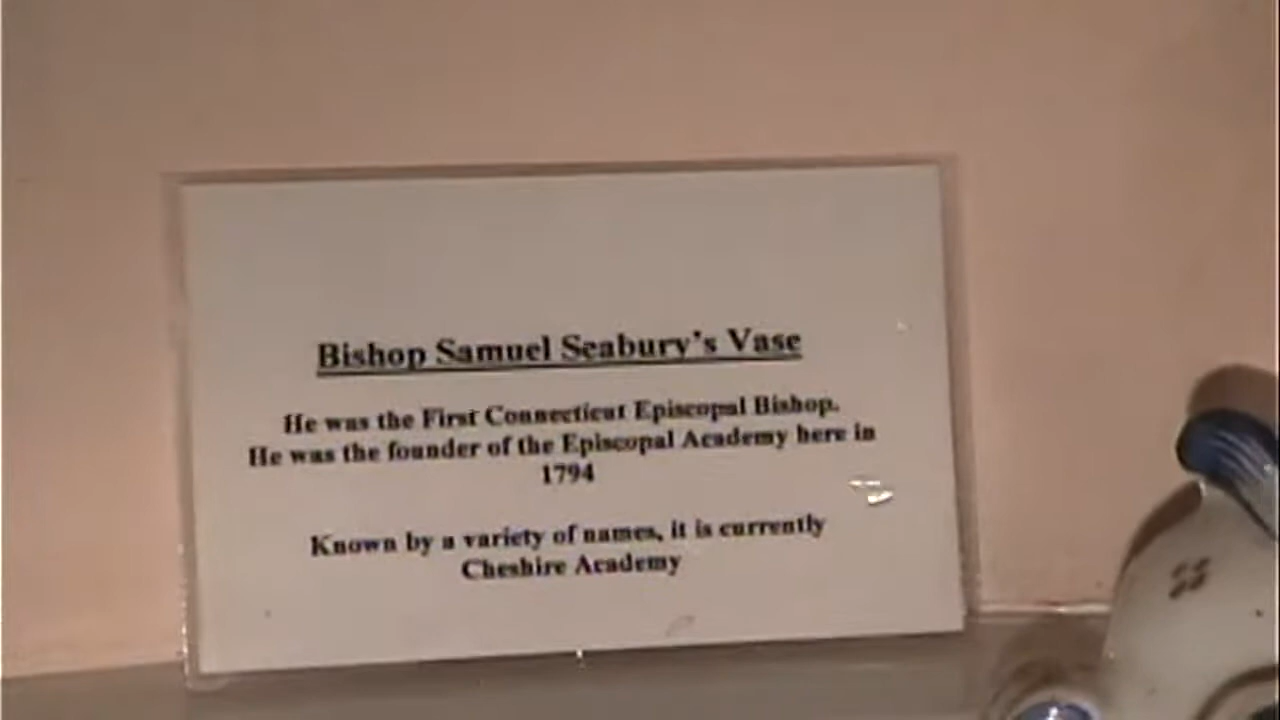 Bishop Samuel Seabury's Vase
He was the First Connecticut Episcopal Bishop.
He was the founder of the Episcopal Academy here in
1794
Known by a variety of names, it is currently
Cheshire Academy